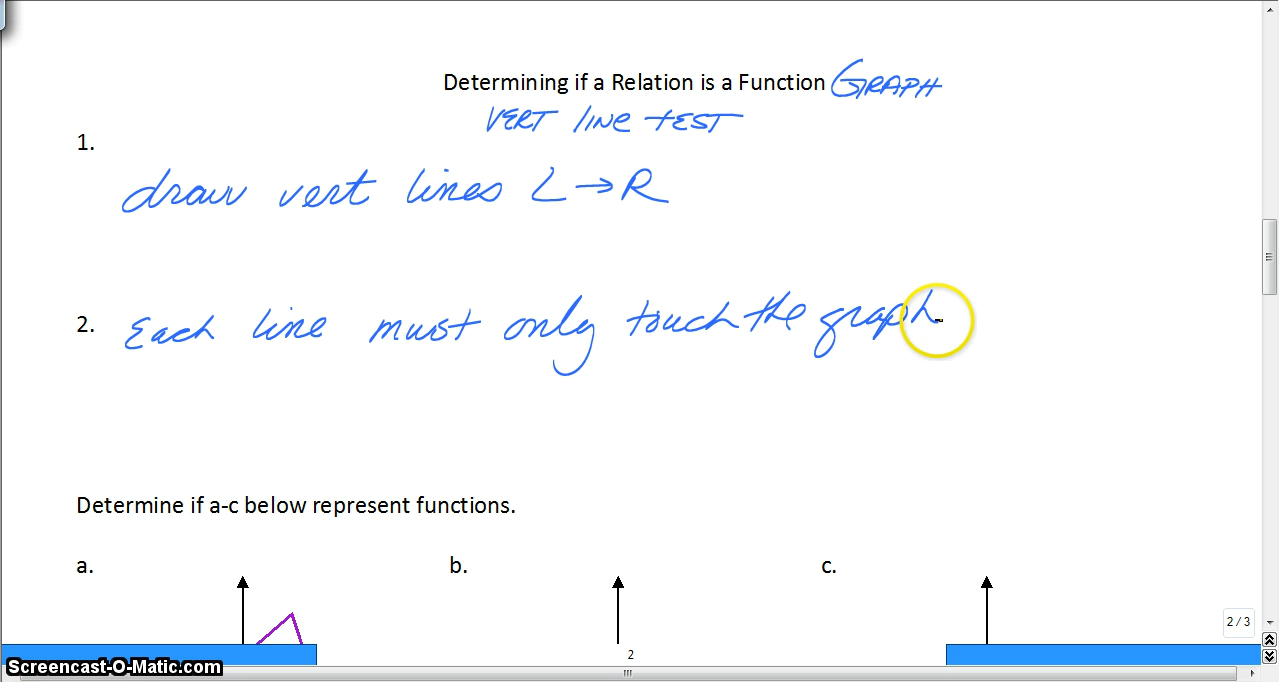 Determining if a Relation is a Function GRAPH
VERT LINE TEST
1.
draw vert lines L→R
2. Each line must only touch the graph
Determine if a-c below represent functions.
a. b. c.
2/3
2
Screencast-O-Matic.com